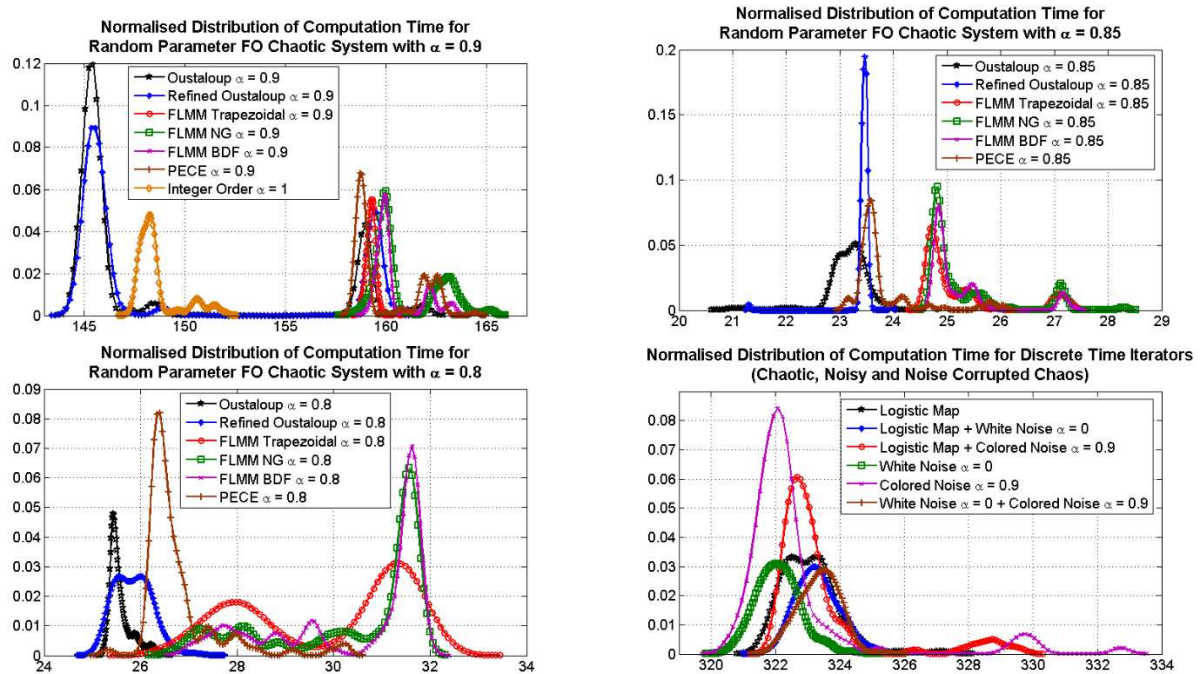 Normalised Distribution of Computation Time for
Random Parameter FO Chaotic System with α = 0.9
0.12
0.1
0.08
0.06
0.04
0.02
0
145
150
155
160
165
Oustaloup α = 0.9
Refined Oustaloup α = 0.9
FLMM Trapezoidal α = 0.9
FLMM NG α = 0.9
FLMM BDF α = 0.9
PECE α = 0.9
Integer Order α = 1
Normalised Distribution of Computation Time for
Random Parameter FO Chaotic System with α = 0.85
0.2
0.15
0.1
0.05
0
20
21
22
23
24
25
26
27
28
29
Oustaloup α = 0.85
Refined Oustaloup α = 0.85
FLMM Trapezoidal α = 0.85
FLMM NG α = 0.85
FLMM BDF α = 0.85
PECE α = 0.85
Normalised Distribution of Computation Time for
Random Parameter FO Chaotic System with α = 0.8
0.09
0.08
0.07
0.06
0.05
0.04
0.03
0.02
0.01
0
24
26
28
30
32
34
Oustaloup α = 0.8
Refined Oustaloup α = 0.8
FLMM Trapezoidal α = 0.8
FLMM NG α = 0.8
FLMM BDF α = 0.8
PECE α = 0.8
Normalised Distribution of Computation Time for Discrete Time Iterators
(Chaotic, Noisy and Noise Corrupted Chaos)
0.08
0.07
0.06
0.05
0.04
0.03
0.02
0.01
0
320
322
324
326
328
330
332
334
Logistic Map
Logistic Map + White Noise α = 0
Logistic Map + Colored Noise α = 0.9
White Noise α = 0
Colored Noise α = 0.9
White Noise α = 0 + Colored Noise α = 0.9